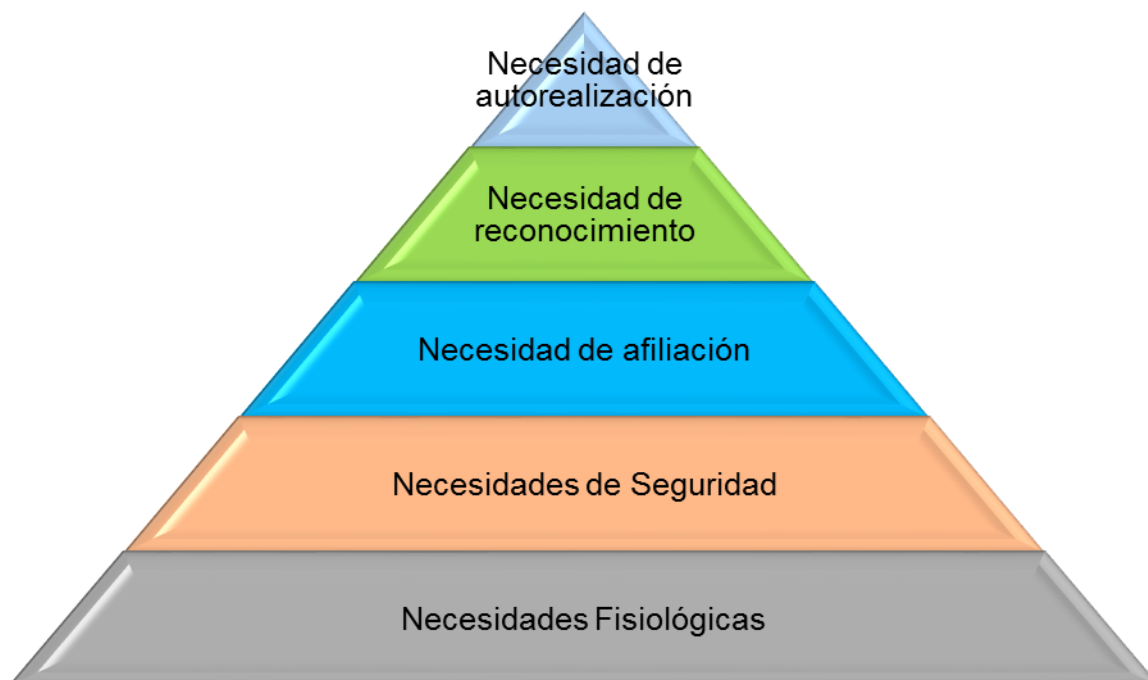 Necesidad de
autorealización
Necesidad de
reconocimiento
Necesidad de afiliación
Necesidades de Seguridad
Necesidades Fisiológicas